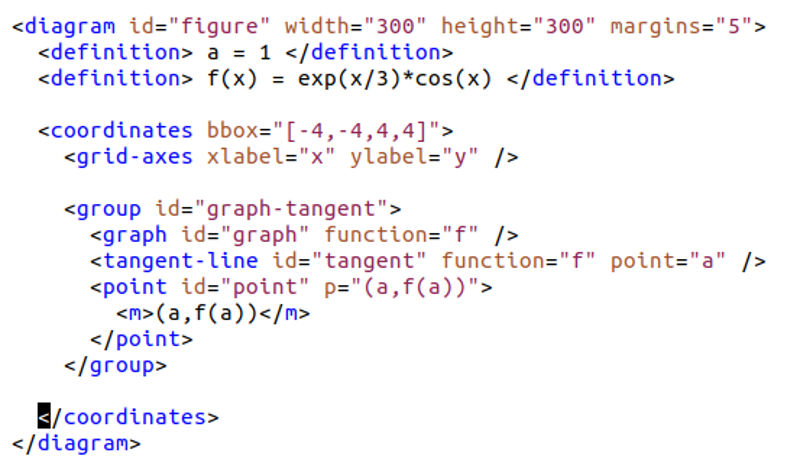 <diagram id="figure" width="300" height="300" margins="5">
  <definition> a = 1 </definition>
  <definition> f(x) = exp(x/3)*cos(x) </definition>

  <coordinates bbox="[-4,-4,4,4]">
    <grid-axes xlabel="x" ylabel="y" />

    <group id="graph-tangent">
      <graph id="graph" function="f" />
      <tangent-line id="tangent" function="f" point="a" />
      <point id="point" p="(a,f(a))">
        <m>(a,f(a))</m>
      </point>
    </group>

  </coordinates>
</diagram>